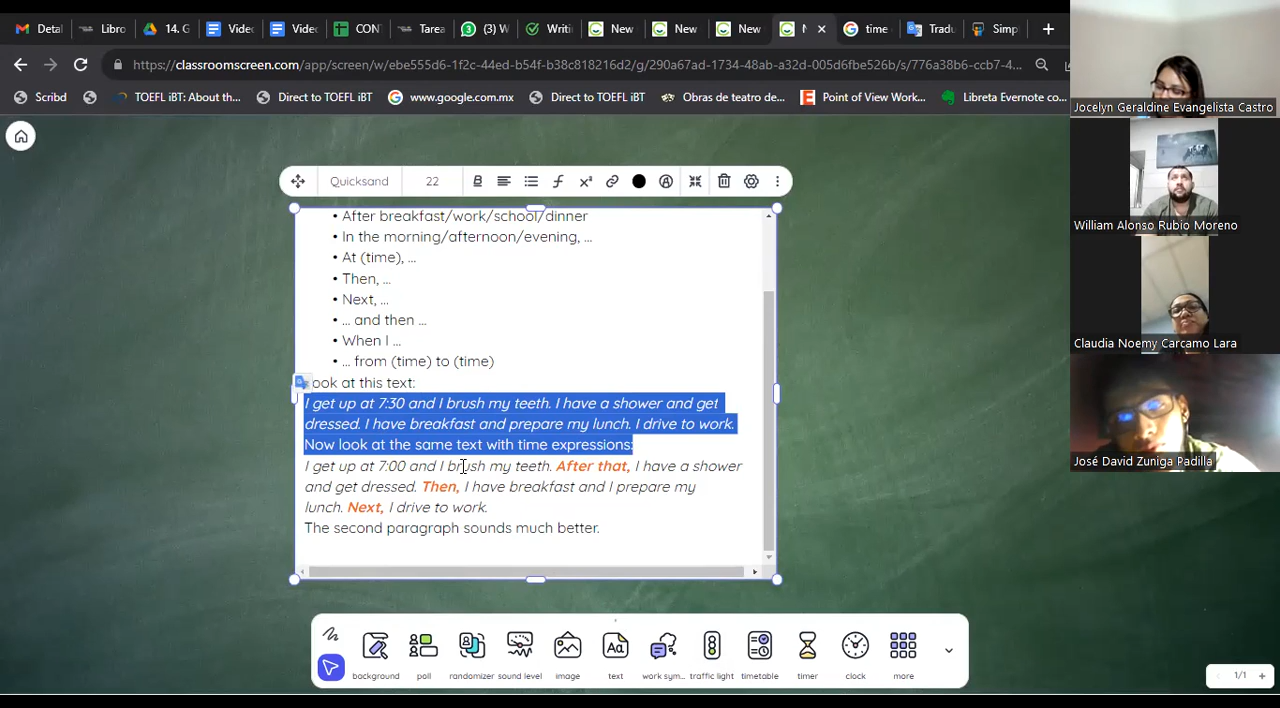 Detal
Libro
14. G
Vídec
Vídec
CON
Tarea
(3) W
Writi
New
New
New
N
time
Tradu
Simp
https://classroomscreen.com/app/screen/w/ebe555d6-1f2c-44ed-b54f-b38c818216d2/g/290a67ad-1734-48ab-a32d-005d6fbe526b/s/776a38b6-ccb7-4...
Scribd
TOEFL iBT: About th...
Direct to TOEFL iBT
www.google.com.mx
Direct to TOEFL iBT
Obras de teatro de...
Point of View Work...
Libreta Evernote co...
Quicksand
22
• After breakfast/work/school/dinner
• In the morning/afternoon/evening, ...
• At (time), ...
• Then, ...
• Next, ...
• ... and then ...
• When I ...
• ... from (time) to (time)
ook at this text:
I get up at 7:30 and I brush my teeth. I have a shower and get
dressed. I have breakfast and prepare my lunch. I drive to work.
Now look at the same text with time expressions:
I get up at 7:00 and I brush my teeth. After that, I have a shower
and get dressed. Then, I have breakfast and I prepare my
lunch. Next, I drive to work.
The second paragraph sounds much better.
background
poll
randomizer
sound level
image
text
work sym...
traffic light
timetable
timer
clock
more
1/1
Jocelyn Geraldine Evangelista Castro
William Alonso Rubio Moreno
Claudia Noemy Carcamo Lara
José David Zuniga Padilla